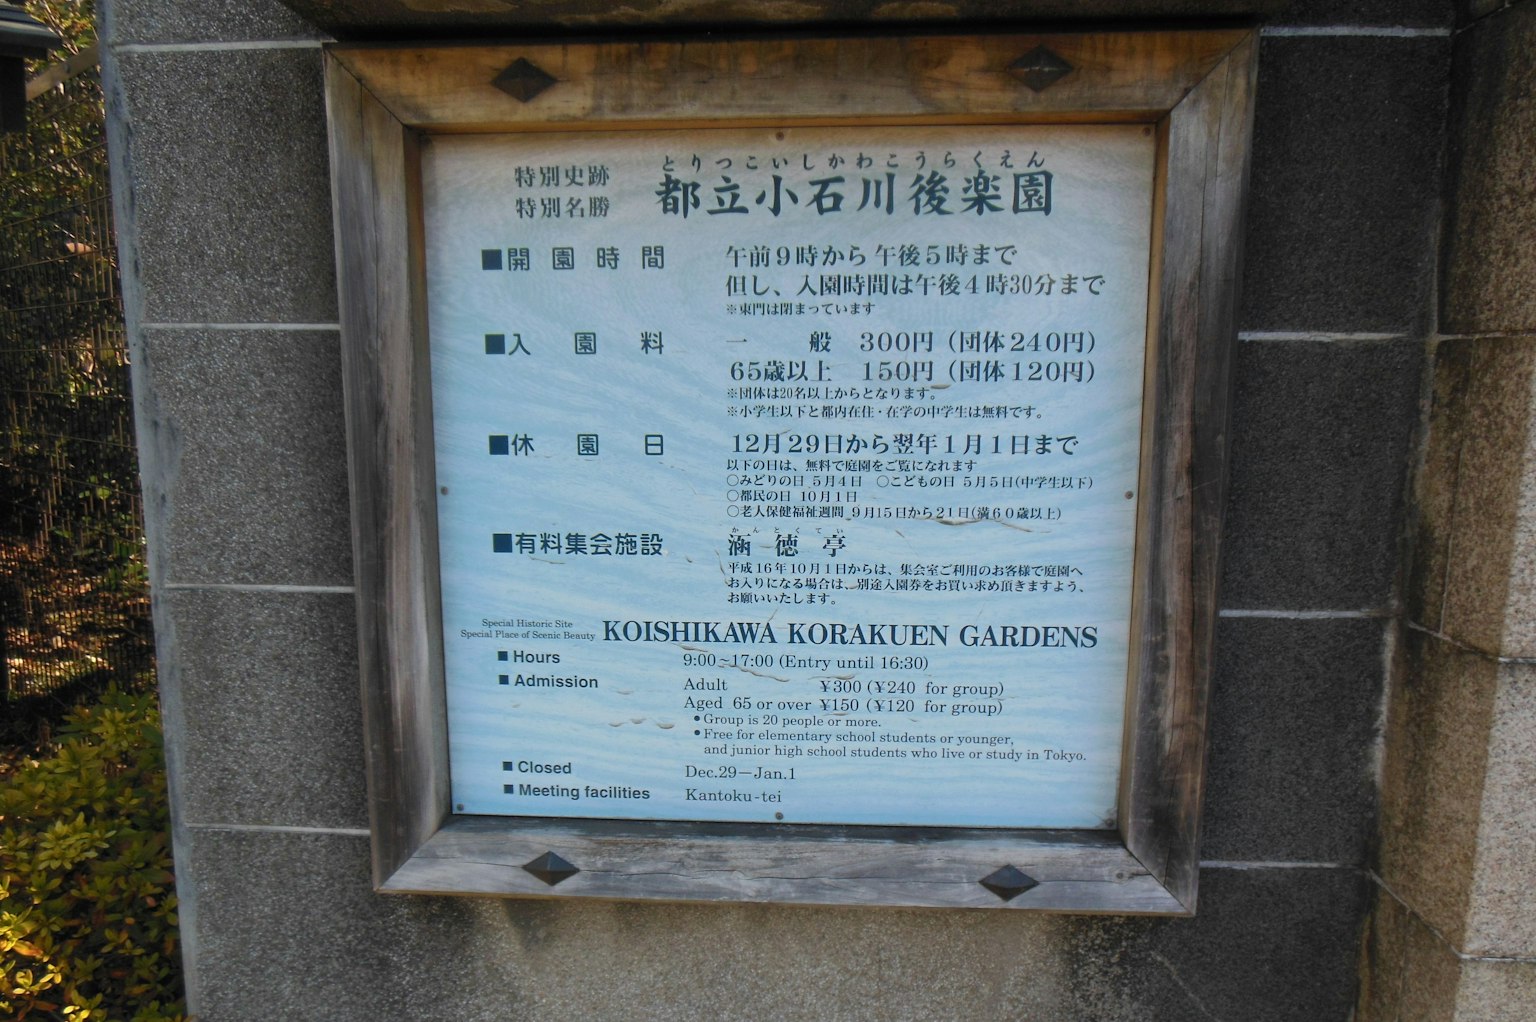 特別史跡
特別名勝
とりつこいしかわこうらくえん
都立小石川後楽園
■開園時間 午前9時から 午後5時まで
但し、入園時間は午後4時30分まで
※東門は閉まっています
■入園料 一般 300円（団体240円）
65歳以上 150円（団体120円）
※団体は20名以上からとなります。
※小学生以下と都内在住・在学の中学生は無料です。
■休園日 12月29日から翌年1月1日まで
以下の日は、無料で庭園をご覧になれます
○みどりの日 5月4日 ○こどもの日 5月5日(中学生以下)
○都民の日 10月1日
○老人保健福祉週間 9月15日から21日(満60歳以上)
かんとくてい
■有料集会施設 涵徳亭
平成16年10月1日からは、集会室ご利用のお客様で庭園へ
お入りになる場合は、別途入園券をお買い求め頂きますよう、
お願いいたします。
Special Historic Site
Special Place of Scenic Beauty
KOISHIKAWA KORAKUEN GARDENS
■ Hours 9:00~17:00 (Entry until 16:30)
■ Admission Adult ¥300 (¥240 for group)
Aged 65 or over ¥150 (¥120 for group)
●Group is 20 people or more.
●Free for elementary school students or younger,
and junior high school students who live or study in Tokyo.
■ Closed Dec.29—Jan.1
■ Meeting facilities Kantoku-tei